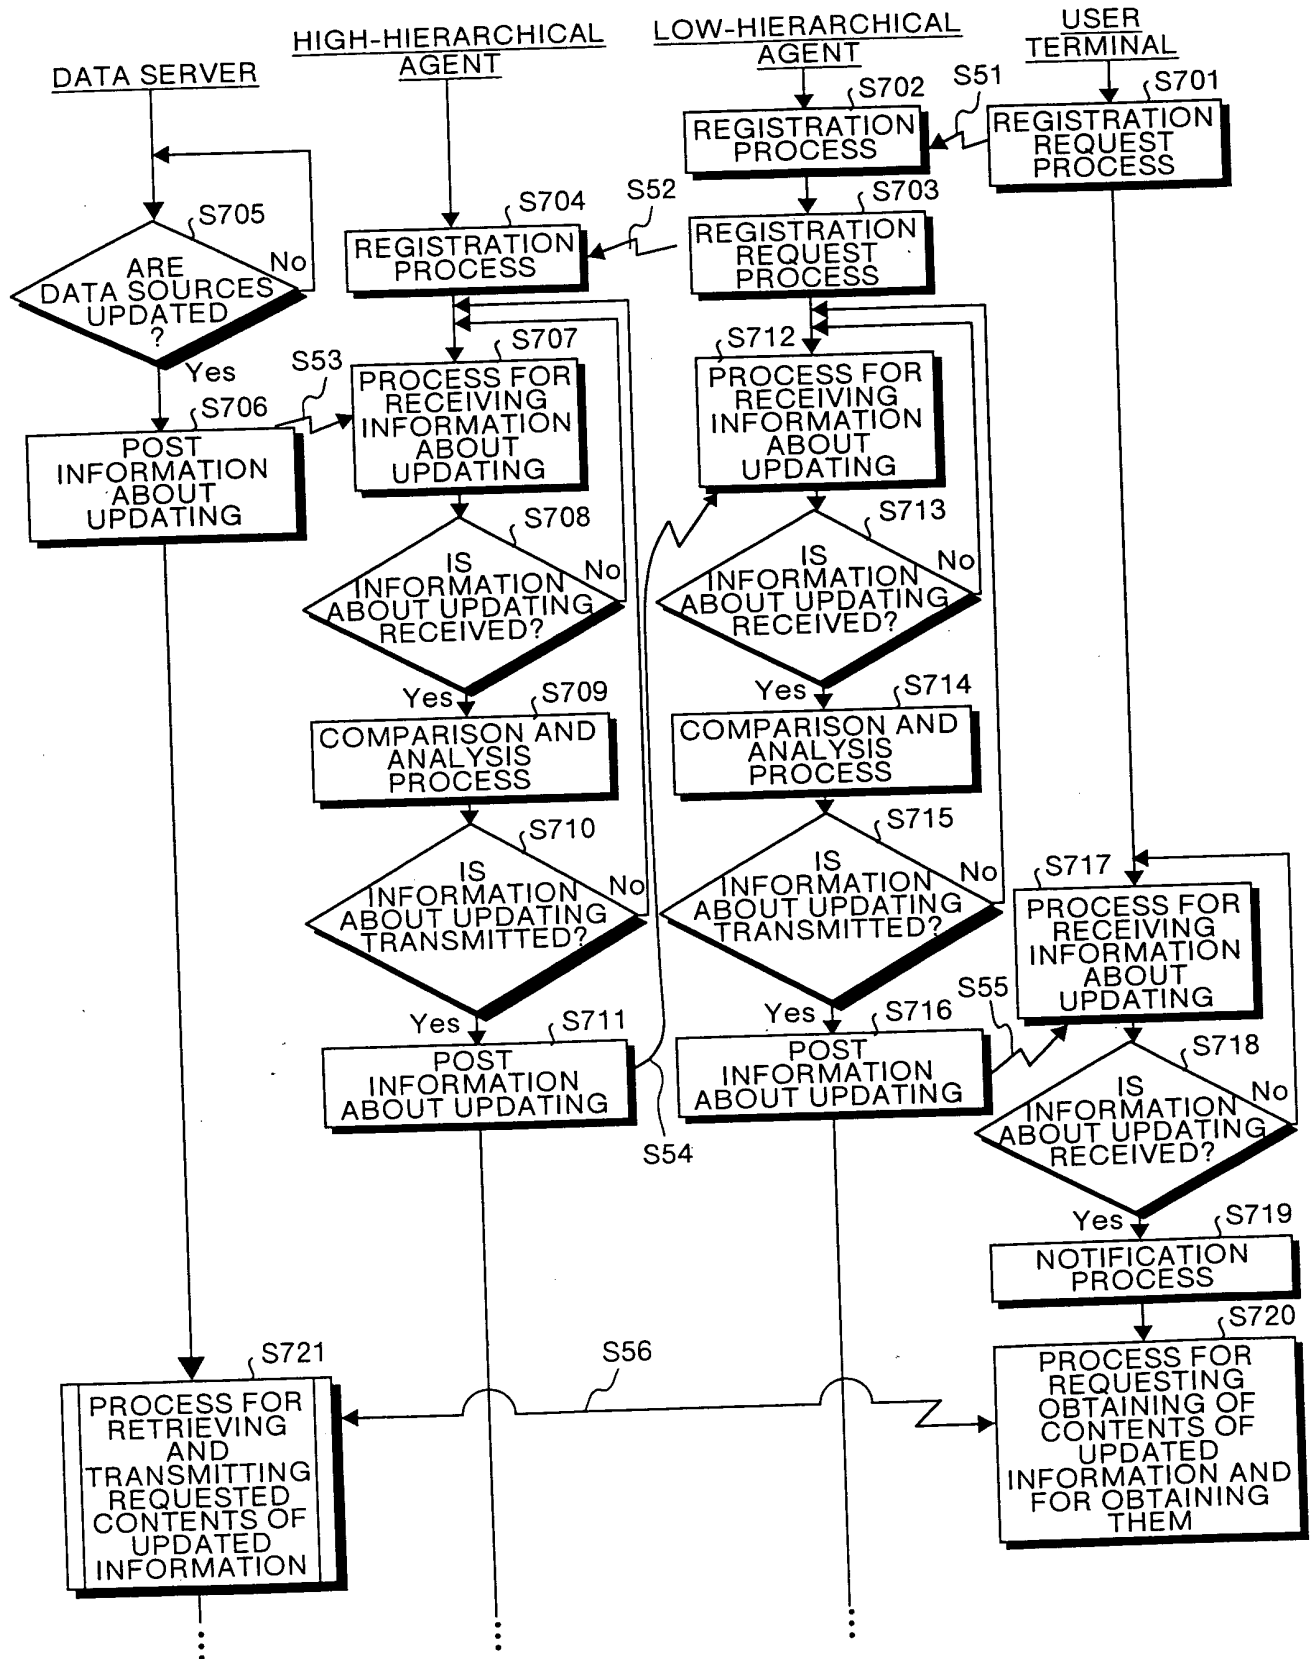 DATA SERVER
HIGH-HIERARCHICAL
AGENT
LOW-HIERARCHICAL
AGENT
USER
TERMINAL
S702
REGISTRATION
PROCESS
S51
S701
REGISTRATION
REQUEST
PROCESS
S705
ARE
DATA SOURCES
UPDATED
?
No
Yes
S704
REGISTRATION
PROCESS
S52
S703
REGISTRATION
REQUEST
PROCESS
S706
POST
INFORMATION
ABOUT
UPDATING
S53
S707
PROCESS FOR
RECEIVING
INFORMATION
ABOUT
UPDATING
S712
PROCESS FOR
RECEIVING
INFORMATION
ABOUT
UPDATING
S708
IS
INFORMATION
ABOUT UPDATING
RECEIVED?
No
Yes
S713
IS
INFORMATION
ABOUT UPDATING
RECEIVED?
No
Yes
S709
COMPARISON AND
ANALYSIS
PROCESS
S714
COMPARISON AND
ANALYSIS
PROCESS
S710
IS
INFORMATION
ABOUT UPDATING
TRANSMITTED?
No
Yes
S715
IS
INFORMATION
ABOUT UPDATING
TRANSMITTED?
No
Yes
S717
PROCESS FOR
RECEIVING
INFORMATION
ABOUT
UPDATING
S711
POST
INFORMATION
ABOUT UPDATING
S54
S716
POST
INFORMATION
ABOUT UPDATING
S55
S718
IS
INFORMATION
ABOUT UPDATING
RECEIVED?
No
Yes
S719
NOTIFICATION
PROCESS
S721
PROCESS FOR
RETRIEVING
AND
TRANSMITTING
REQUESTED
CONTENTS OF
UPDATED
INFORMATION
S56
S720
PROCESS FOR
REQUESTING
OBTAINING OF
CONTENTS OF
UPDATED
INFORMATION AND
FOR OBTAINING
THEM